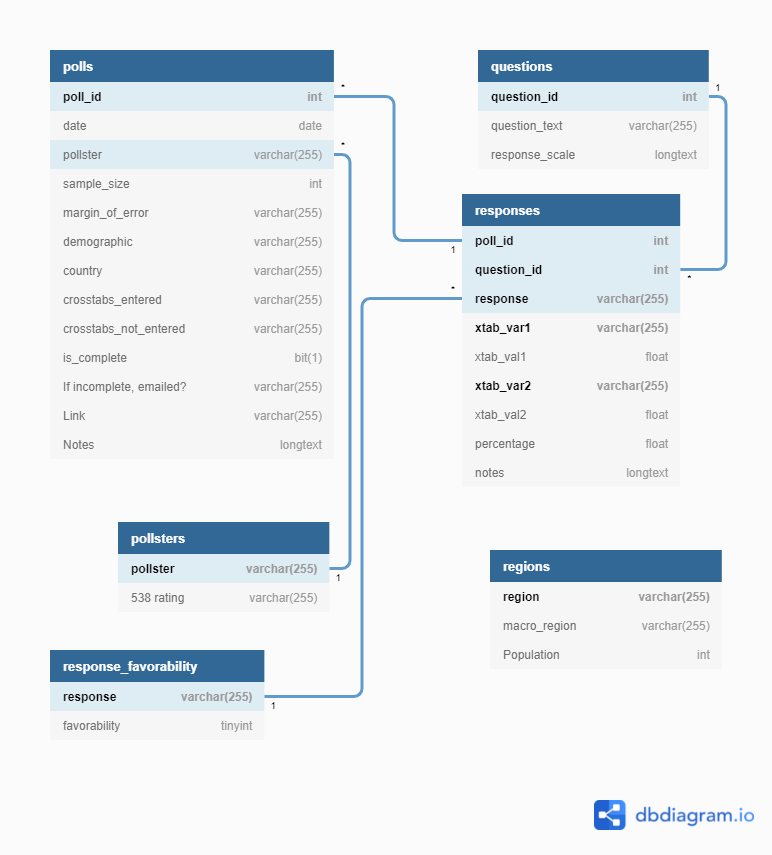 polls
poll_id int
date date
pollster varchar(255)
sample_size int
margin_of_error varchar(255)
demographic varchar(255)
country varchar(255)
crosstabs_entered varchar(255)
crosstabs_not_entered varchar(255)
is_complete bit(1)
If incomplete, emailed? varchar(255)
Link varchar(255)
Notes longtext
*
*
questions
question_id int
question_text varchar(255)
response_scale longtext
1
responses
poll_id int
question_id int
response varchar(255)
xtab_var1 varchar(255)
xtab_val1 float
xtab_var2 varchar(255)
xtab_val2 float
percentage float
notes longtext
1
*
*
pollsters
pollster varchar(255)
538 rating varchar(255)
1
regions
region varchar(255)
macro_region varchar(255)
Population int
response_favorability
response varchar(255)
favorability tinyint
1
dbdiagram.io